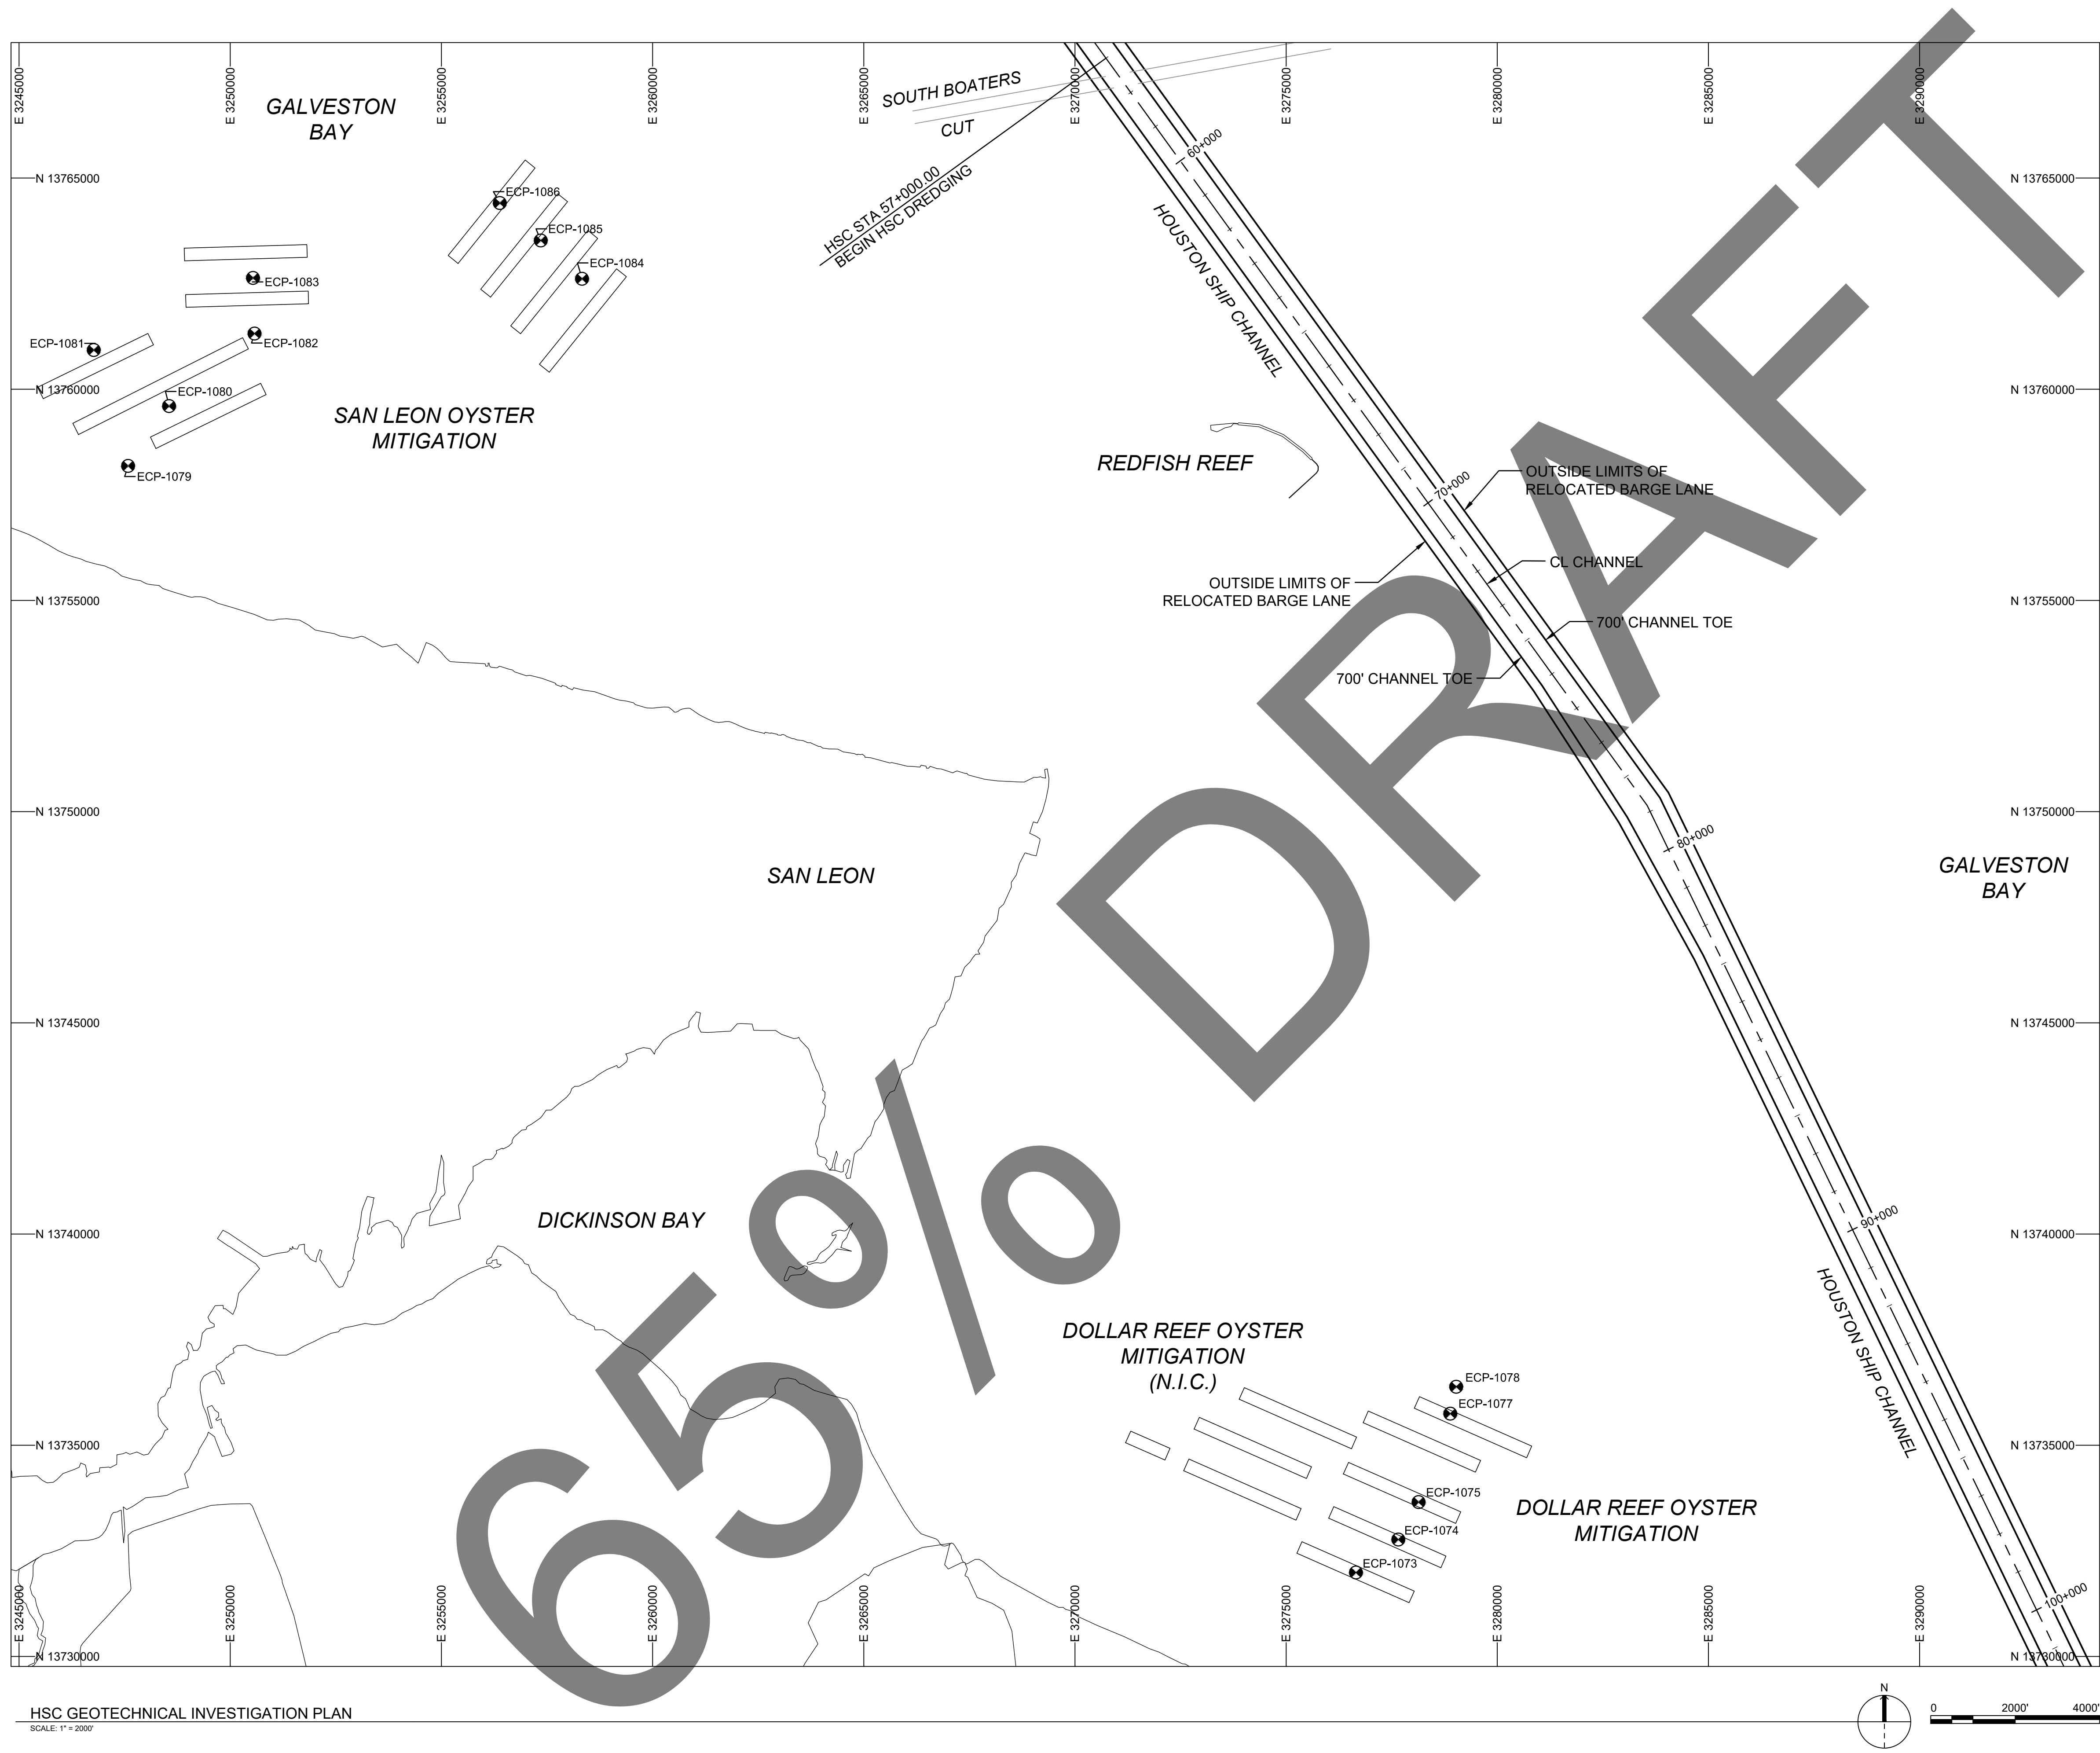 E 3245000
E 3250000
E 3255000
E 3260000
E 3265000
E 3270000
E 3275000
E 3280000
E 3285000
E 3290000
GALVESTON
BAY
SOUTH BOATERS
CUT
60+000
N 13765000
N 13765000
HSC STA 57+000.00
BEGIN HSC DREDGING
HOUSTON SHIP CHANNEL
ECP-1086
ECP-1085
ECP-1084
ECP-1083
ECP-1082
ECP-1081
N 13760000
N 13760000
ECP-1080
SAN LEON OYSTER
MITIGATION
ECP-1079
REDFISH REEF
70+000
OUTSIDE LIMITS OF
RELOCATED BARGE LANE
CL CHANNEL
OUTSIDE LIMITS OF
RELOCATED BARGE LANE
N 13755000
N 13755000
700' CHANNEL TOE
700' CHANNEL TOE
N 13750000
N 13750000
80+000
SAN LEON
GALVESTON
BAY
N 13745000
N 13745000
65% DRAFT
DICKINSON BAY
90+000
N 13740000
N 13740000
HOUSTON SHIP CHANNEL
DOLLAR REEF OYSTER
MITIGATION
(N.I.C.)
ECP-1078
ECP-1077
N 13735000
N 13735000
ECP-1075
DOLLAR REEF OYSTER
MITIGATION
ECP-1074
ECP-1073
100+000
E 3245000
E 3250000
E 3255000
E 3260000
E 3265000
E 3270000
E 3275000
E 3280000
E 3285000
E 3290000
N 13730000
N 13730000
HSC GEOTECHNICAL INVESTIGATION PLAN
SCALE: 1" = 2000'
N
0 2000' 4000'